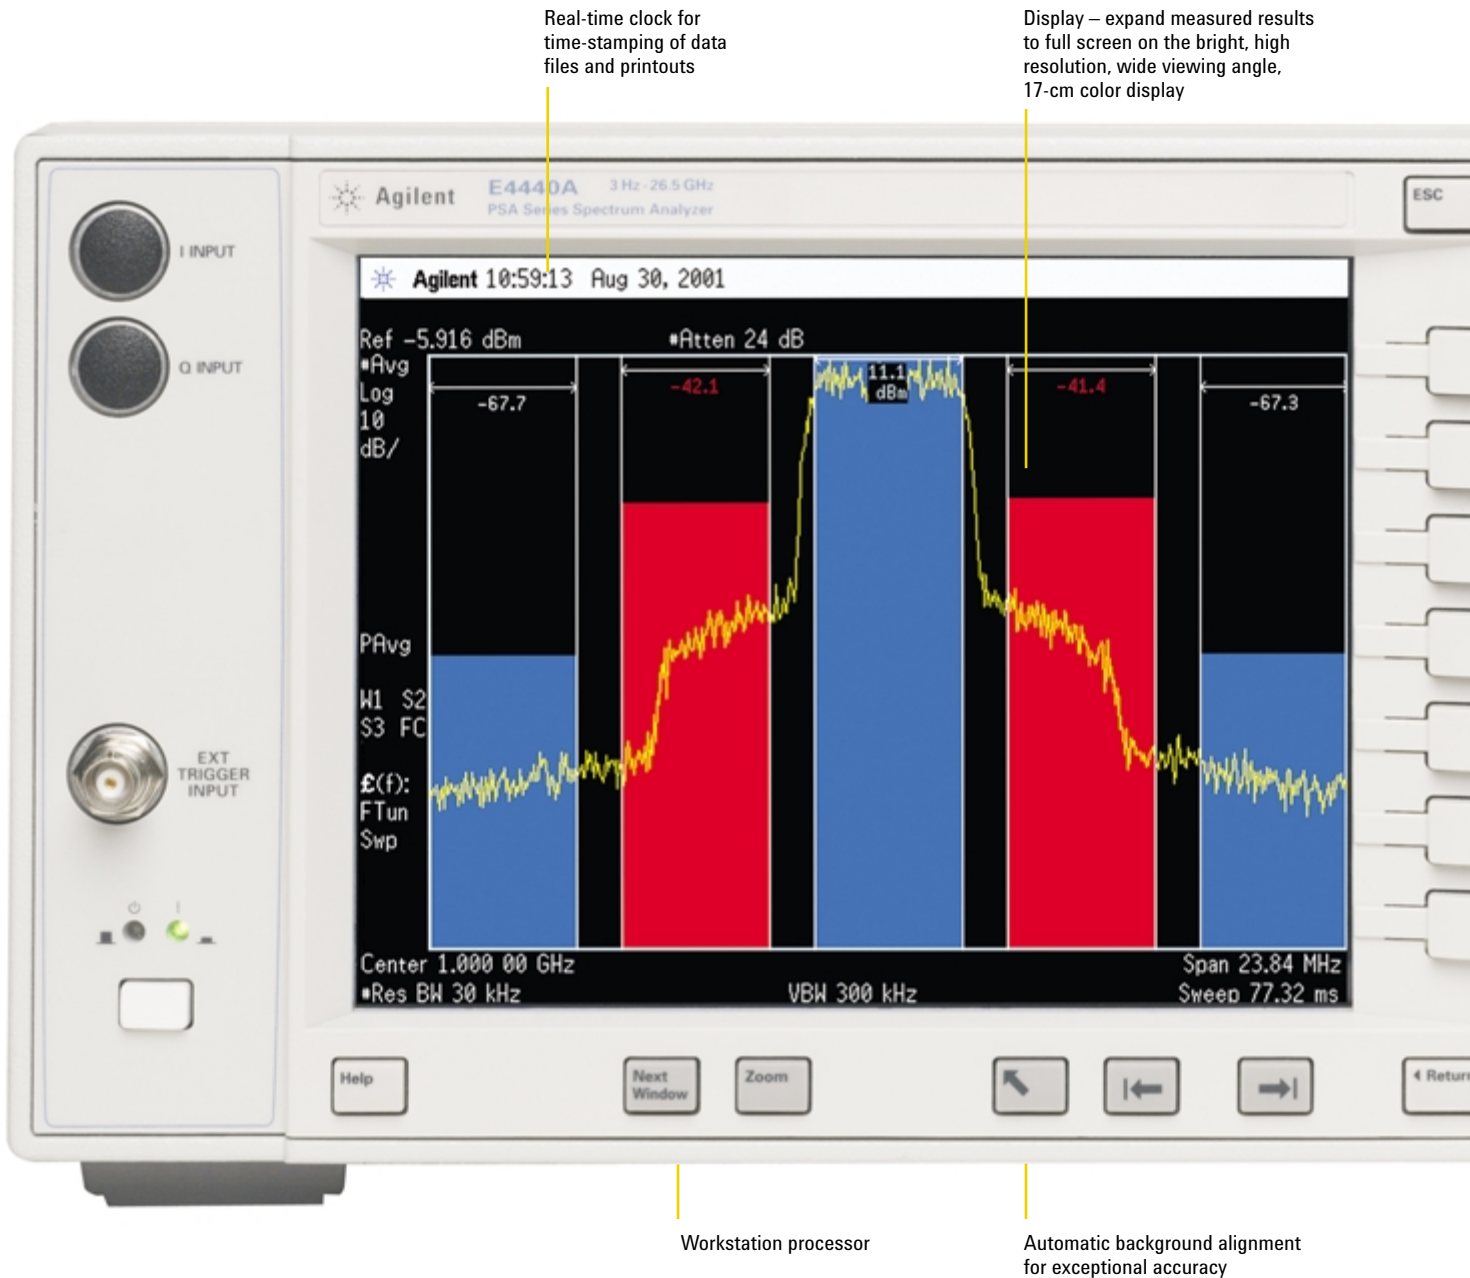 Real-time clock for
time-stamping of data
files and printouts
Display – expand measured results
to full screen on the bright, high
resolution, wide viewing angle,
17-cm color display
Agilent E4440A 3 Hz - 26.5 GHz
PSA Series Spectrum Analyzer
ESC
I INPUT
Q INPUT
Agilent 10:59:13 Aug 30, 2001
Ref -5.916 dBm #Atten 24 dB
#Avg
Log
10
dB/
-67.7
-42.1
11.1
dBm
-41.4
-67.3
PAvg
W1 S2
S3 FC
£(f):
FTun
Swp
EXT
TRIGGER
INPUT
Center 1.000 00 GHz Span 23.84 MHz
#Res BW 30 kHz VBW 300 kHz Sweep 77.32 ms
Help
Next
Window
Zoom
Return
Workstation processor
Automatic background alignment
for exceptional accuracy